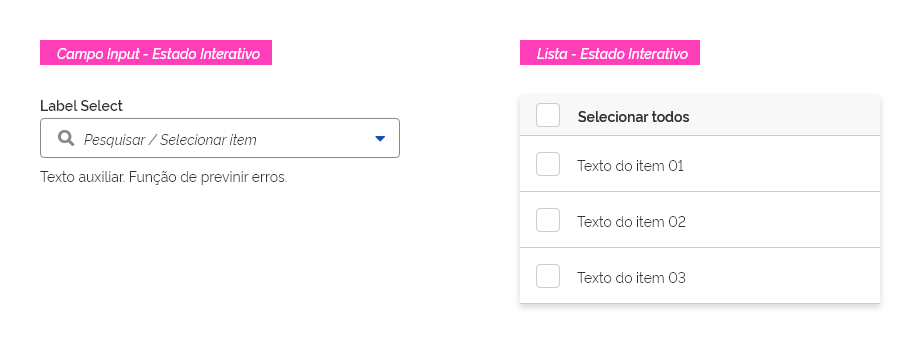 Campo Input - Estado Interativo
Label Select
Pesquisar / Selecionar item
Texto auxiliar. Função de previnir erros.
Lista - Estado Interativo
Selecionar todos
Texto do item 01
Texto do item 02
Texto do item 03